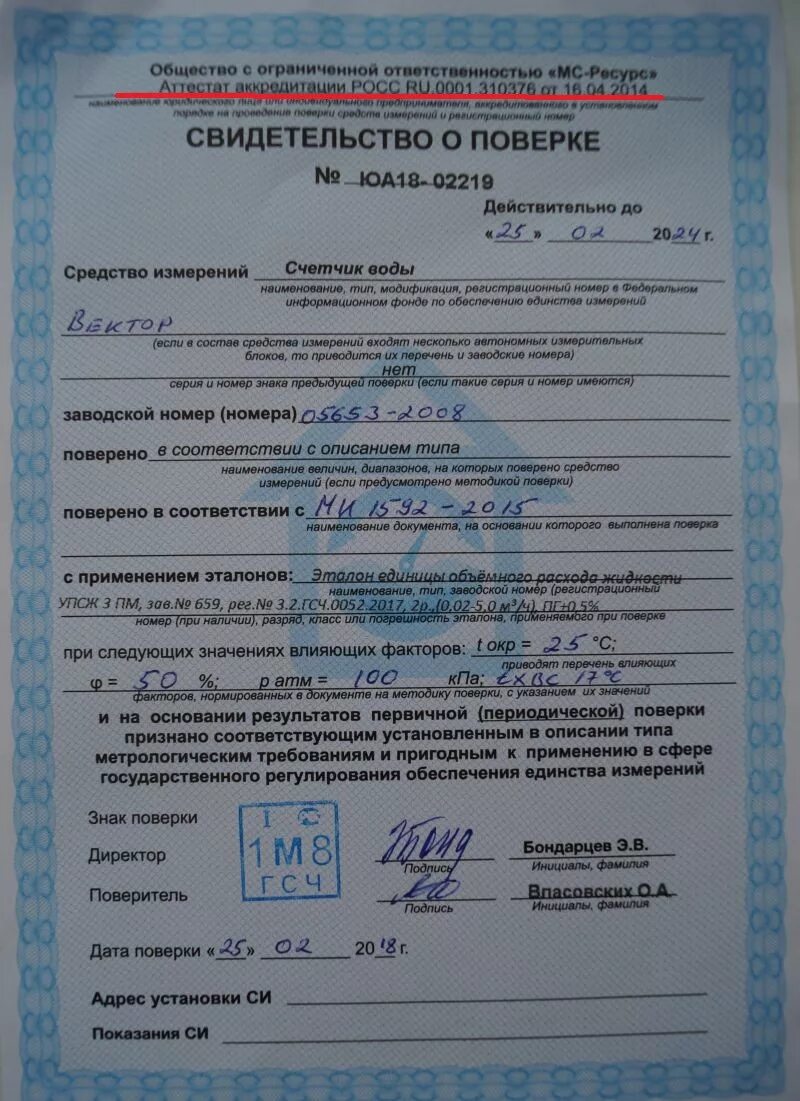 Общество с ограниченной ответственностью «МС-Ресурс»
Аттестат аккредитации РОСС RU.0001.310376 от 16.04.2014
наименование юридического лица или индивидуального предпринимателя, аккредитованного в установленном
порядке на проведение поверки средств измерений и регистрационный номер
СВИДЕТЕЛЬСТВО О ПОВЕРКЕ
№ ЮА18-02219
Действительно до
«25» 02 2024 г.
Средство измерений Счетчик воды
наименование, тип, модификация, регистрационный номер в Федеральном
информационном фонде по обеспечению единства измерений
Вектор
(если в состав средства измерений входят несколько автономных измерительных
блоков, то приводится их перечень и заводские номера)
нет
серия и номер знака предыдущей поверки (если такие серия и номер имеются)
заводской номер (номера) 05653-2008
поверено в соответствии с описанием типа
наименование величин, диапазонов, на которых поверено средство
измерений (если предусмотрено методикой поверки)
поверено в соответствии с МИ 1592-2015
наименование документа, на основании которого выполнена поверка
с применением эталонов: Эталон единицы объёмного расхода жидкости
наименование, тип, заводской номер (регистрационный
УПСЖ 3 ПМ, зав.№ 659, рег.№ 3.2.ГСЧ.0052.2017, 2р.,(0,02-5,0 м³/ч), ПГ±0,5%
номер (при наличии), разряд, класс или погрешность эталона, применяемого при поверке
при следующих значениях влияющих факторов: t окр = 25 °С;
приводят перечень влияющих
φ = 50 %; р атм = 100 кПа; tхвс 17°С
факторов, нормированных в документе на методику поверки, с указанием их значений
и на основании результатов первичной (периодической) поверки
признано соответствующим установленным в описании типа
метрологическим требованиям и пригодным к применению в сфере
государственного регулирования обеспечения единства измерений
Знак поверки
I
1М8
ГСЧ
Директор Бондарцев Э.В.
Подпись Инициалы, фамилия
Поверитель Власовских О.А.
Подпись Инициалы, фамилия
Дата поверки «25» 02 2018 г.
Адрес установки СИ
Показания СИ